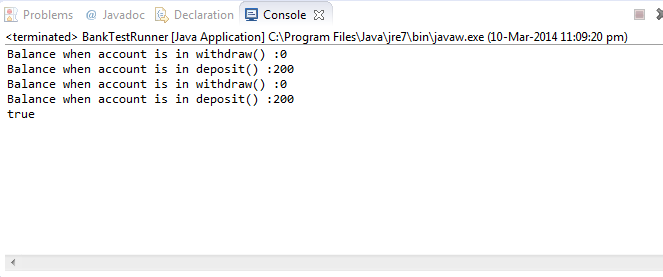 Problems @ Javadoc Declaration Console
<terminated> BankTestRunner [Java Application] C:\Program Files\Java\jre7\bin\javaw.exe (10-Mar-2014 11:09:20 pm)
Balance when account is in withdraw() :0
Balance when account is in deposit() :200
Balance when account is in withdraw() :0
Balance when account is in deposit() :200
true